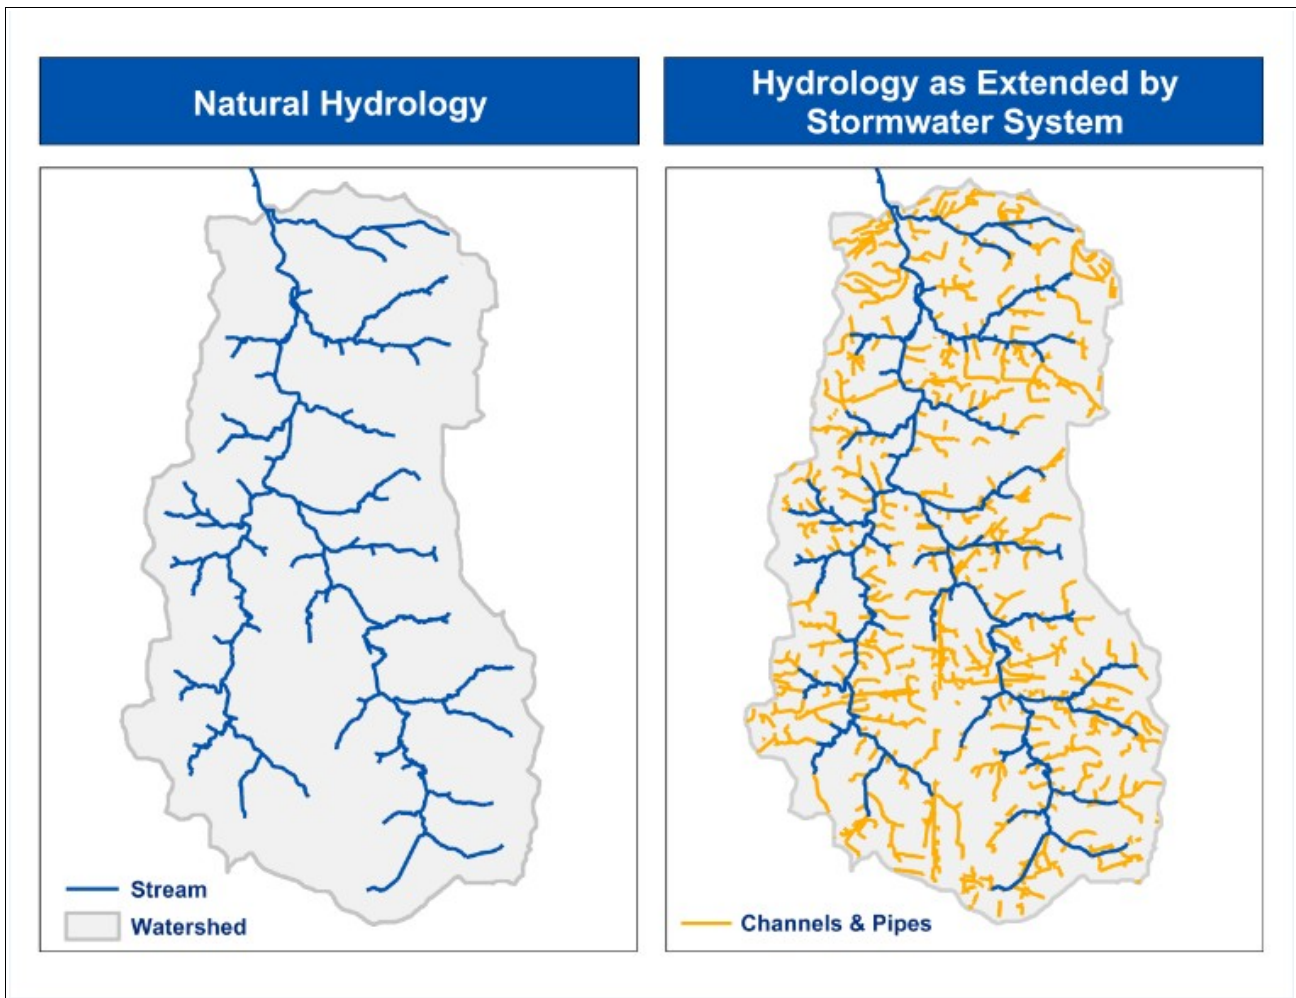 Natural Hydrology
Hydrology as Extended by
Stormwater System
Stream
Watershed
Channels & Pipes